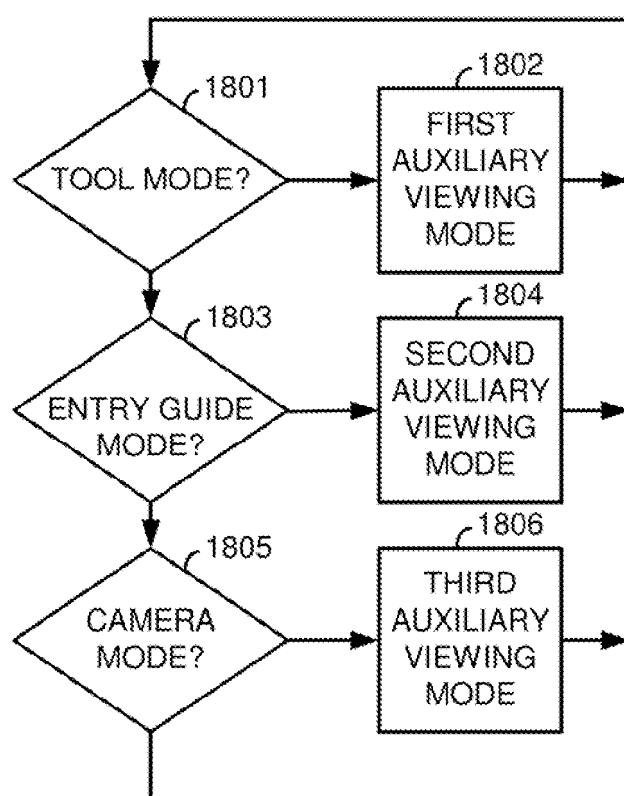 1801
TOOL MODE?
1802
FIRST
AUXILIARY
VIEWING
MODE
1803
ENTRY GUIDE
MODE?
1804
SECOND
AUXILIARY
VIEWING
MODE
1805
CAMERA
MODE?
1806
THIRD
AUXILIARY
VIEWING
MODE